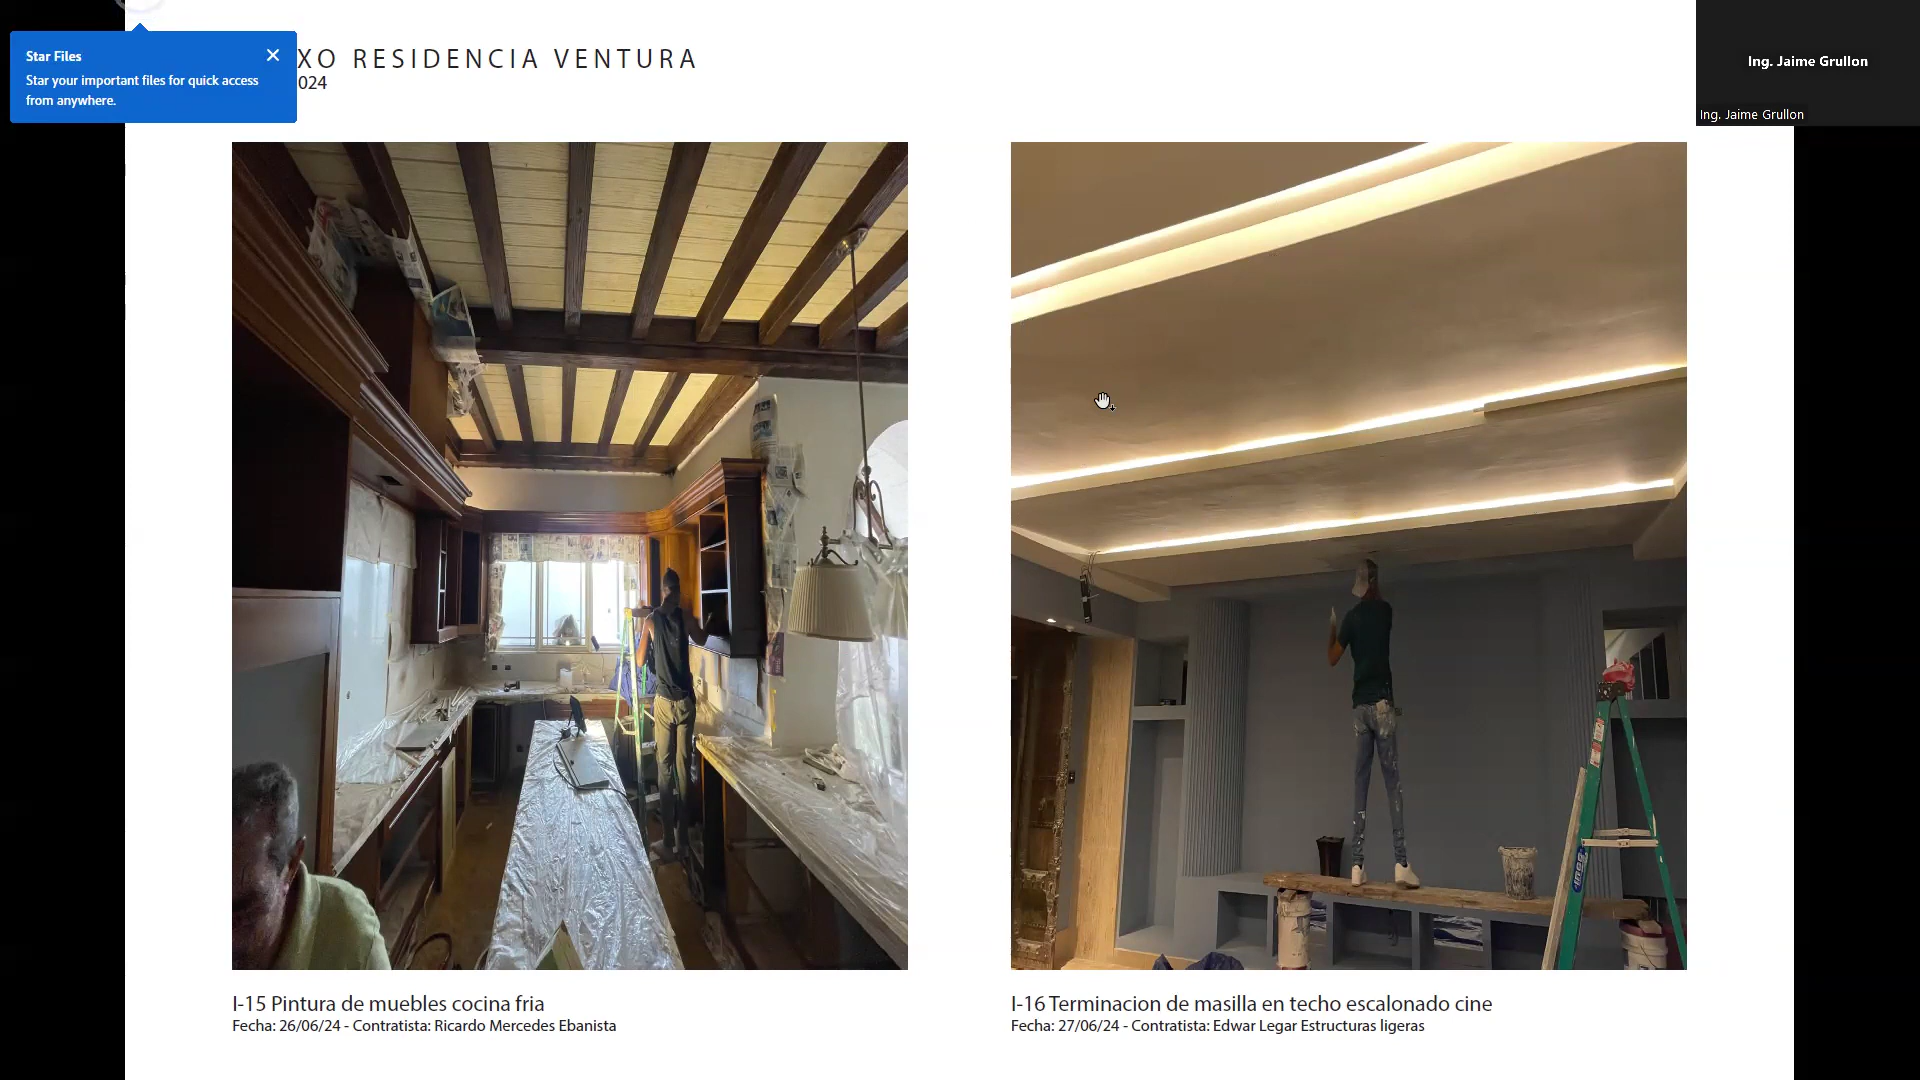 Star Files
Star your important files for quick access
from anywhere.
XO RESIDENCIA VENTURA
024
Ing. Jaime Grullon
Ing. Jaime Grullon
I-15 Pintura de muebles cocina fria
Fecha: 26/06/24 - Contratista: Ricardo Mercedes Ebanista
I-16 Terminacion de masilla en techo escalonado cine
Fecha: 27/06/24 - Contratista: Edwar Legar Estructuras ligeras